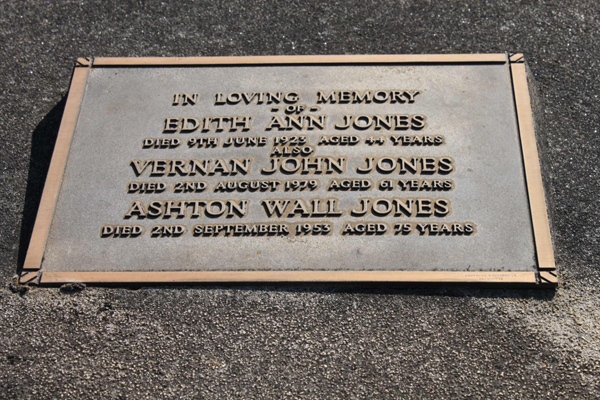 IN LOVING MEMORY
- OF -
EDITH ANN JONES
DIED 9TH JUNE 1923 AGED 44 YEARS
ALSO
VERNAN JOHN JONES
DIED 2ND AUGUST 1979 AGED 61 YEARS
ASHTON WALL JONES
DIED 2ND SEPTEMBER 1953 AGED 75 YEARS